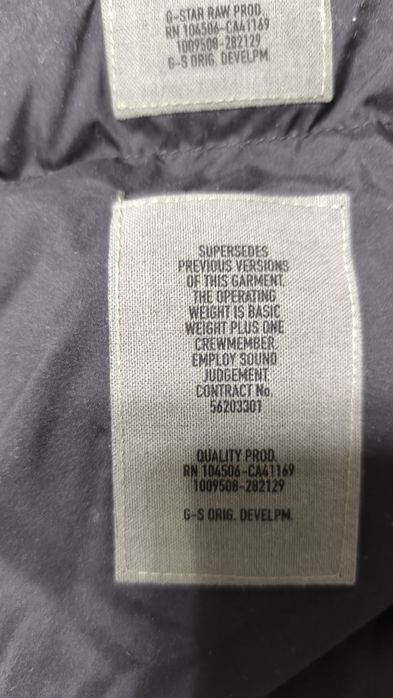 G-STAR RAW PROD.
RN 104506-CA41169
1009508-282129
G-S ORIG. DEVELPM.
SUPERSEDES
PREVIOUS VERSIONS
OF THIS GARMENT.
THE OPERATING
WEIGHT IS BASIC
WEIGHT PLUS ONE
CREWMEMBER.
EMPLOY SOUND
JUDGEMENT.
CONTRACT No.
56203301
QUALITY PROD.
RN 104506-CA41169
1009508-282129
G-S ORIG. DEVELPM.